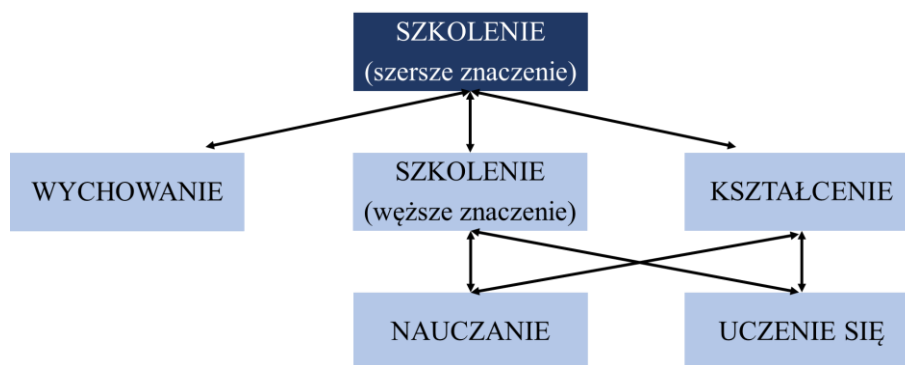 SZKOLENIE
(szersze znaczenie)
WYCHOWANIE
SZKOLENIE
(węższe znaczenie)
KSZTAŁCENIE
NAUCZANIE
UCZENIE SIĘ